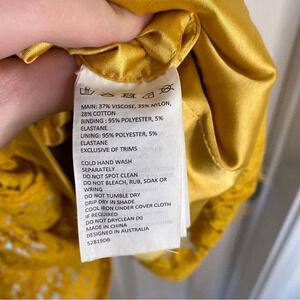 MAIN: 37% VISCOSE, 35% NYLON,
28% COTTON
BINDING : 95% POLYESTER, 5%
ELASTANE
LINING : 95% POLYESTER, 5%
ELASTANE
EXCLUSIVE OF TRIMS
COLD HAND WASH
SEPARATELY
DO NOT SPOT CLEAN
DO NOT BLEACH, RUB, SOAK OR
WRING
DO NOT TUMBLE DRY
DRIP DRY IN SHADE
COOL IRON UNDER COVER CLOTH
IF REQUIRED
DO NOT DRYCLEAN (X)
MADE IN CHINA
DESIGNED IN AUSTRALIA
52819DB